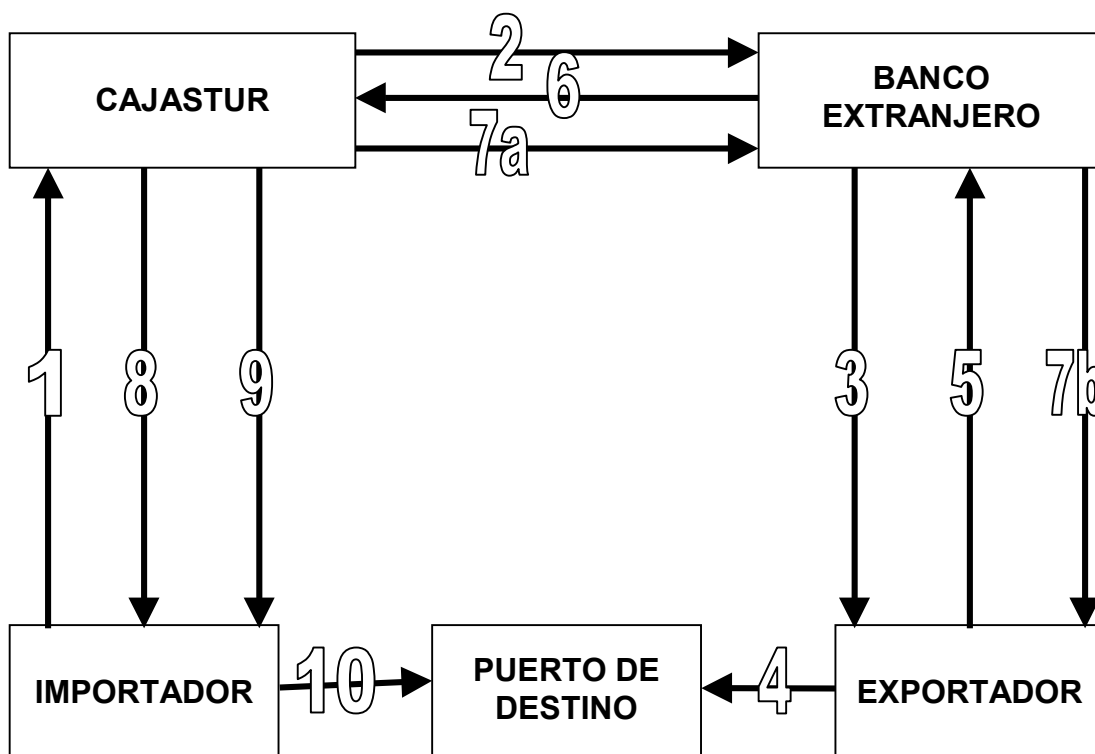 2
CAJASTUR
6
BANCO
EXTRANJERO
7a
1
8
9
3
5
7b
IMPORTADOR
10
PUERTO DE
DESTINO
4
EXPORTADOR